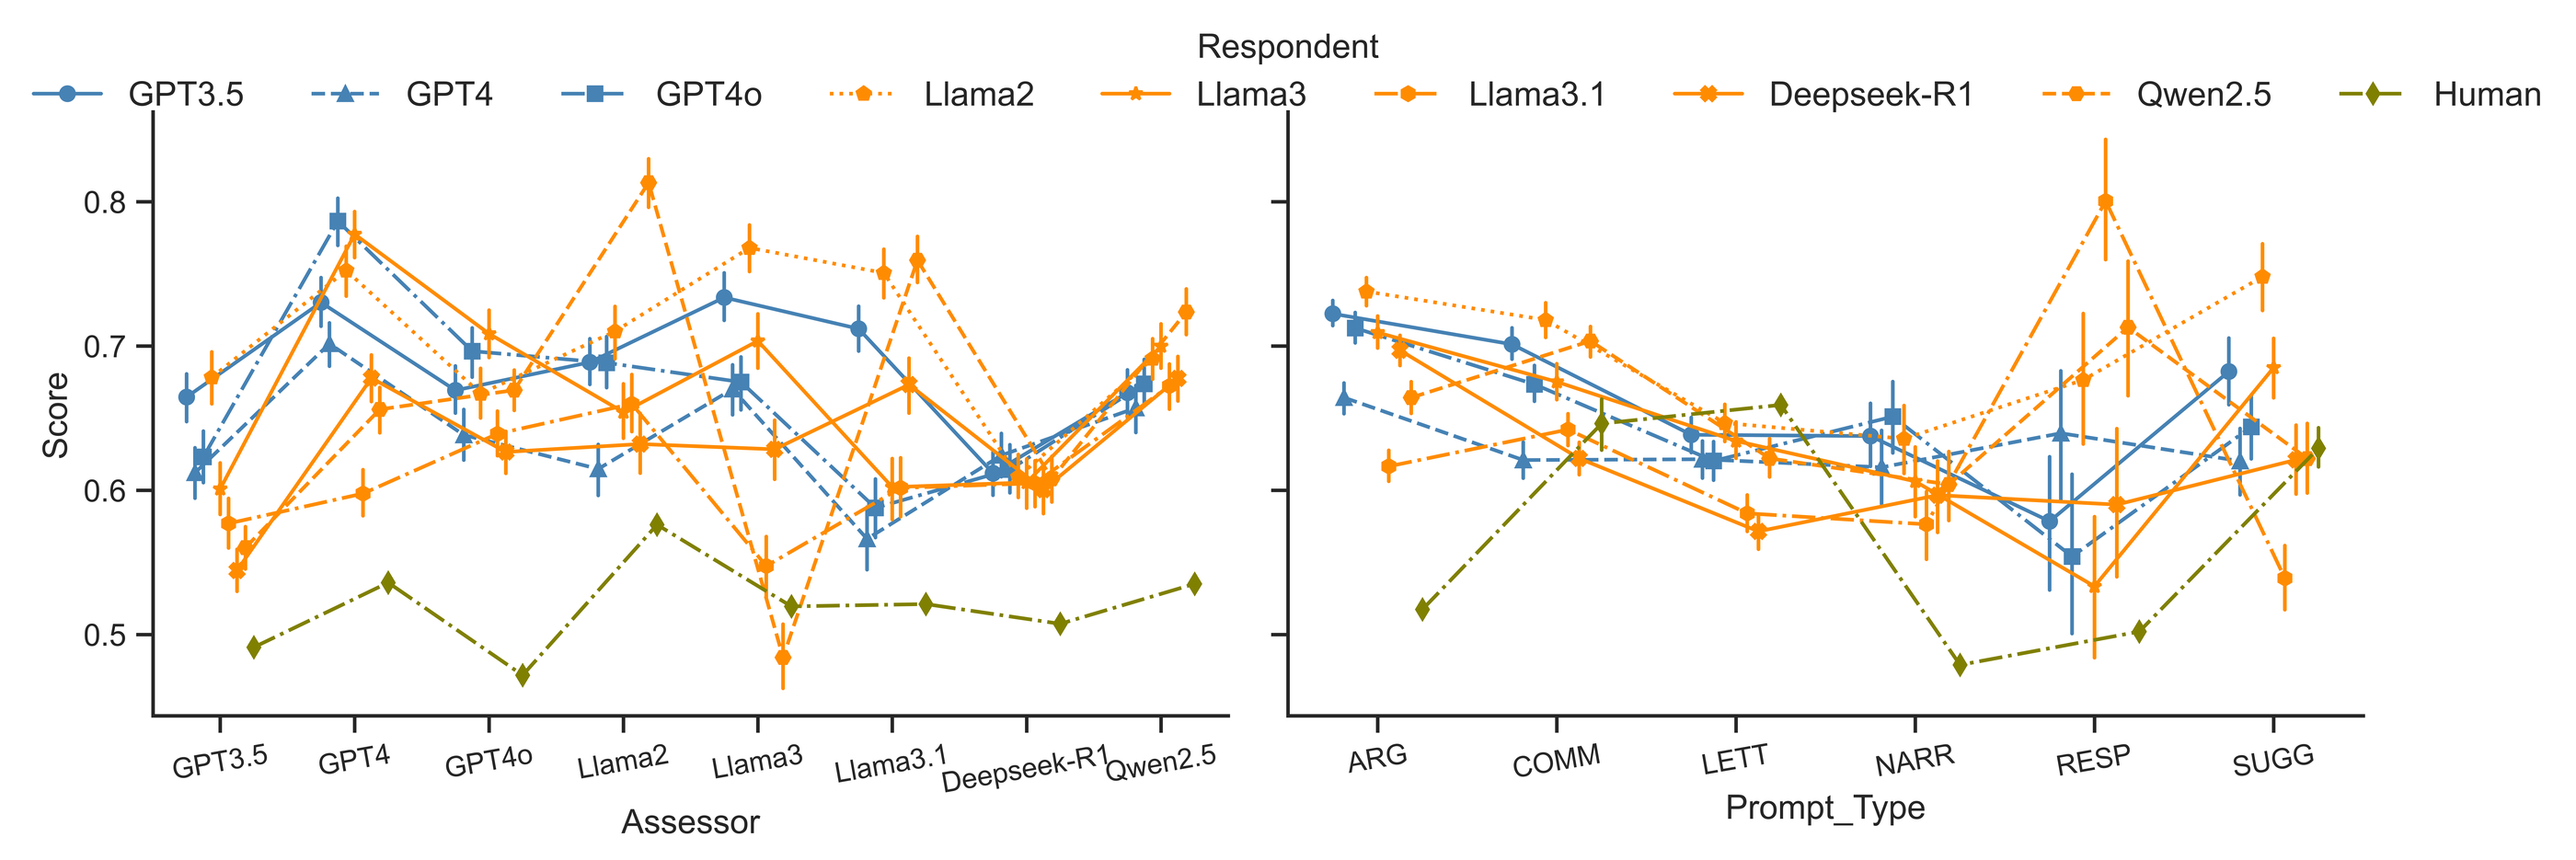 Respondent
GPT3.5 GPT4 GPT4o Llama2 Llama3 Llama3.1 Deepseek-R1 Qwen2.5 Human
Score
0.8
0.7
0.6
0.5
GPT3.5 GPT4 GPT4o Llama2 Llama3 Llama3.1 Deepseek-R1 Qwen2.5
Assessor
ARG COMM LETT NARR RESP SUGG
Prompt_Type